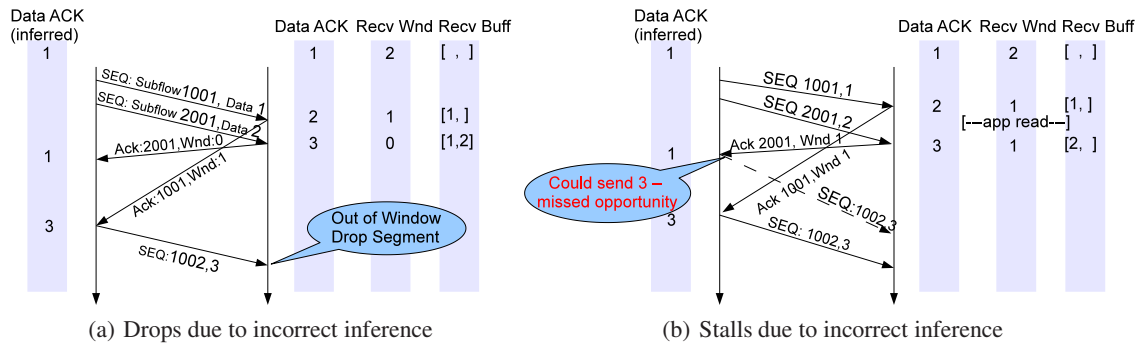 Data ACK
(inferred)
Data ACK Recv Wnd Recv Buff
1
1 2 [ , ]
SEQ: Subflow 1001, Data 1
SEQ: Subflow 2001,Data 2
2 1 [1, ]
Ack:2001, Wnd:0
3 0 [1,2]
1
Ack:1001,Wnd:1
3
Out of Window
Drop Segment
SEQ:1002,3
(a) Drops due to incorrect inference
Data ACK
(inferred)
Data ACK Recv Wnd Recv Buff
1
1 2 [ , ]
SEQ 1001,1
SEQ 2001,2
2 1 [1, ]
[---app read---]
Ack 2001, Wnd 1
3 1 [2, ]
1
Ack 1001,Wnd 1
Could send 3 –
missed opportunity
SEQ:1002,3
3
SEQ: 1002,3
(b) Stalls due to incorrect inference